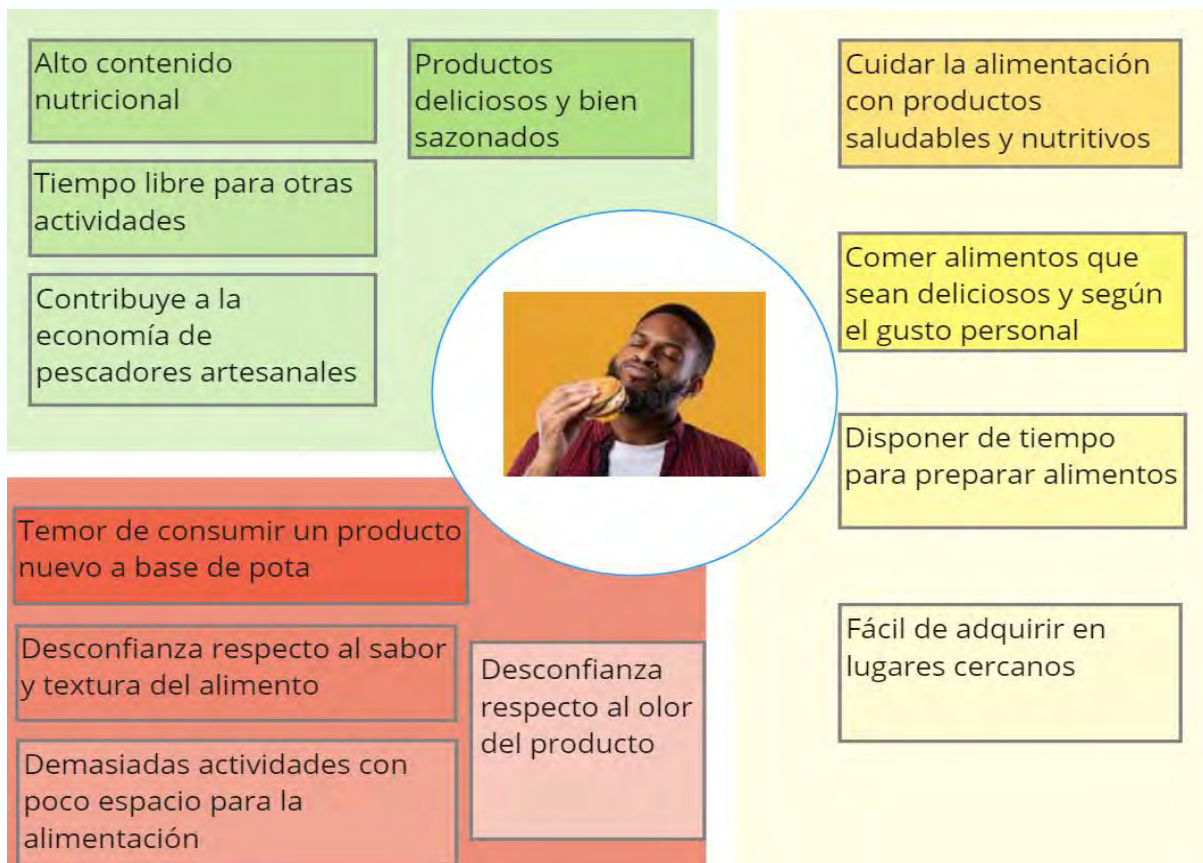 Alto contenido
nutricional
Productos
deliciosos y bien
sazonados
Tiempo libre para otras
actividades
Contribuye a la
economía de
pescadores artesanales
Cuidar la alimentación
con productos
saludables y nutritivos
Comer alimentos que
sean deliciosos y según
el gusto personal
Disponer de tiempo
para preparar alimentos
Fácil de adquirir en
lugares cercanos
Temor de consumir un producto
nuevo a base de pota
Desconfianza respecto al sabor
y textura del alimento
Desconfianza
respecto al olor
del producto
Demasiadas actividades con
poco espacio para la
alimentación